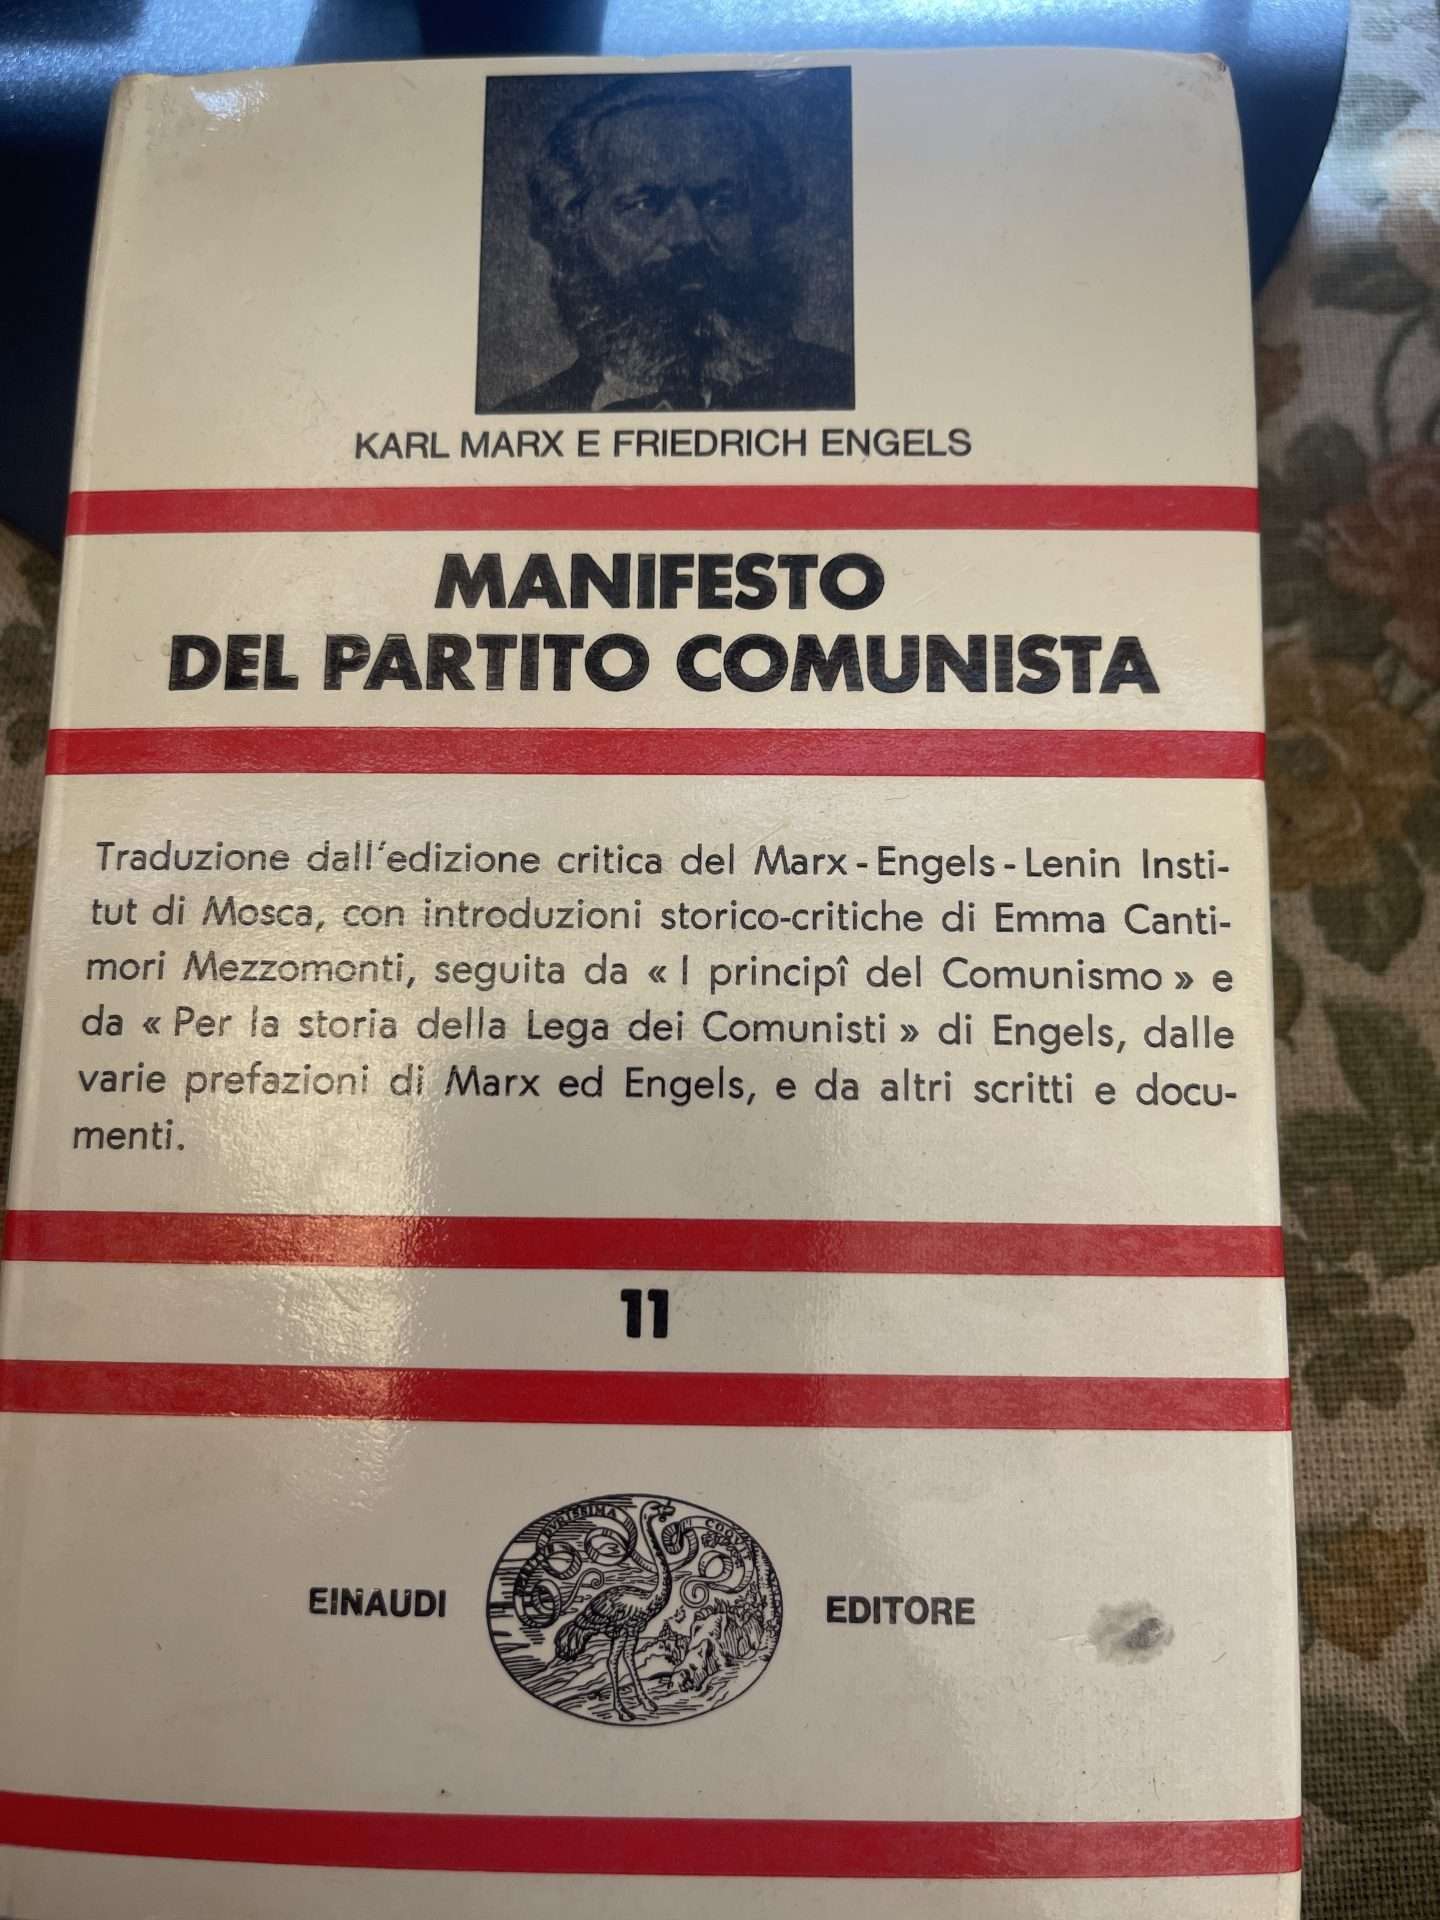 KARL MARX E FRIEDRICH ENGELS
MANIFESTO
DEL PARTITO COMUNISTA
Traduzione dall'edizione critica del Marx-Engels-Lenin Insti-
tut di Mosca, con introduzioni storico-critiche di Emma Canti-
mori Mezzomonti, seguita da « I principî del Comunismo » e
da « Per la storia della Lega dei Comunisti » di Engels, dalle
varie prefazioni di Marx ed Engels, e da altri scritti e docu-
menti.
11
DVRISSIMA
COQVIT
EINAUDI
EDITORE